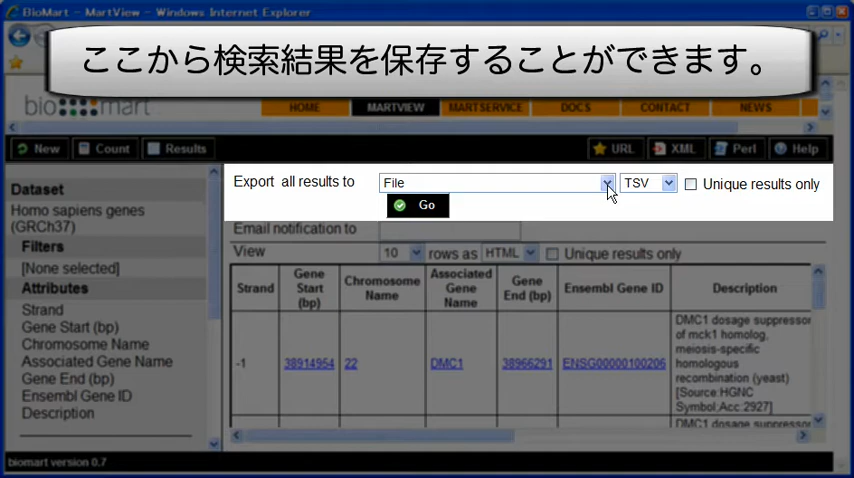 BioMart - MartView - Windows Internet Explorer
ここから検索結果を保存することができます。
biomart
HOME MARTVIEW MARTSERVICE DOCS CONTACT NEWS
New Count Results URL XML Perl Help
Export all results to File TSV Unique results only
Go
Dataset
Homo sapiens genes
(GRCh37)
Filters
[None selected]
Attributes
Strand
Gene Start (bp)
Chromosome Name
Associated Gene Name
Gene End (bp)
Ensembl Gene ID
Description
Email notification to
View 10 rows as HTML Unique results only
Strand
Gene
Start
(bp)
Chromosome
Name
Associated
Gene
Name
Gene
End (bp)
Ensembl Gene ID
Description
-1
38914954
22
DMC1
38966291
ENSG00000100206
DMC1 dosage suppressor
of mck1 homolog,
meiosis-specific
homologous
recombination (yeast)
[Source:HGNC
Symbol;Acc:2927]
DMC1 dosage suppressor
biomart version 0.7